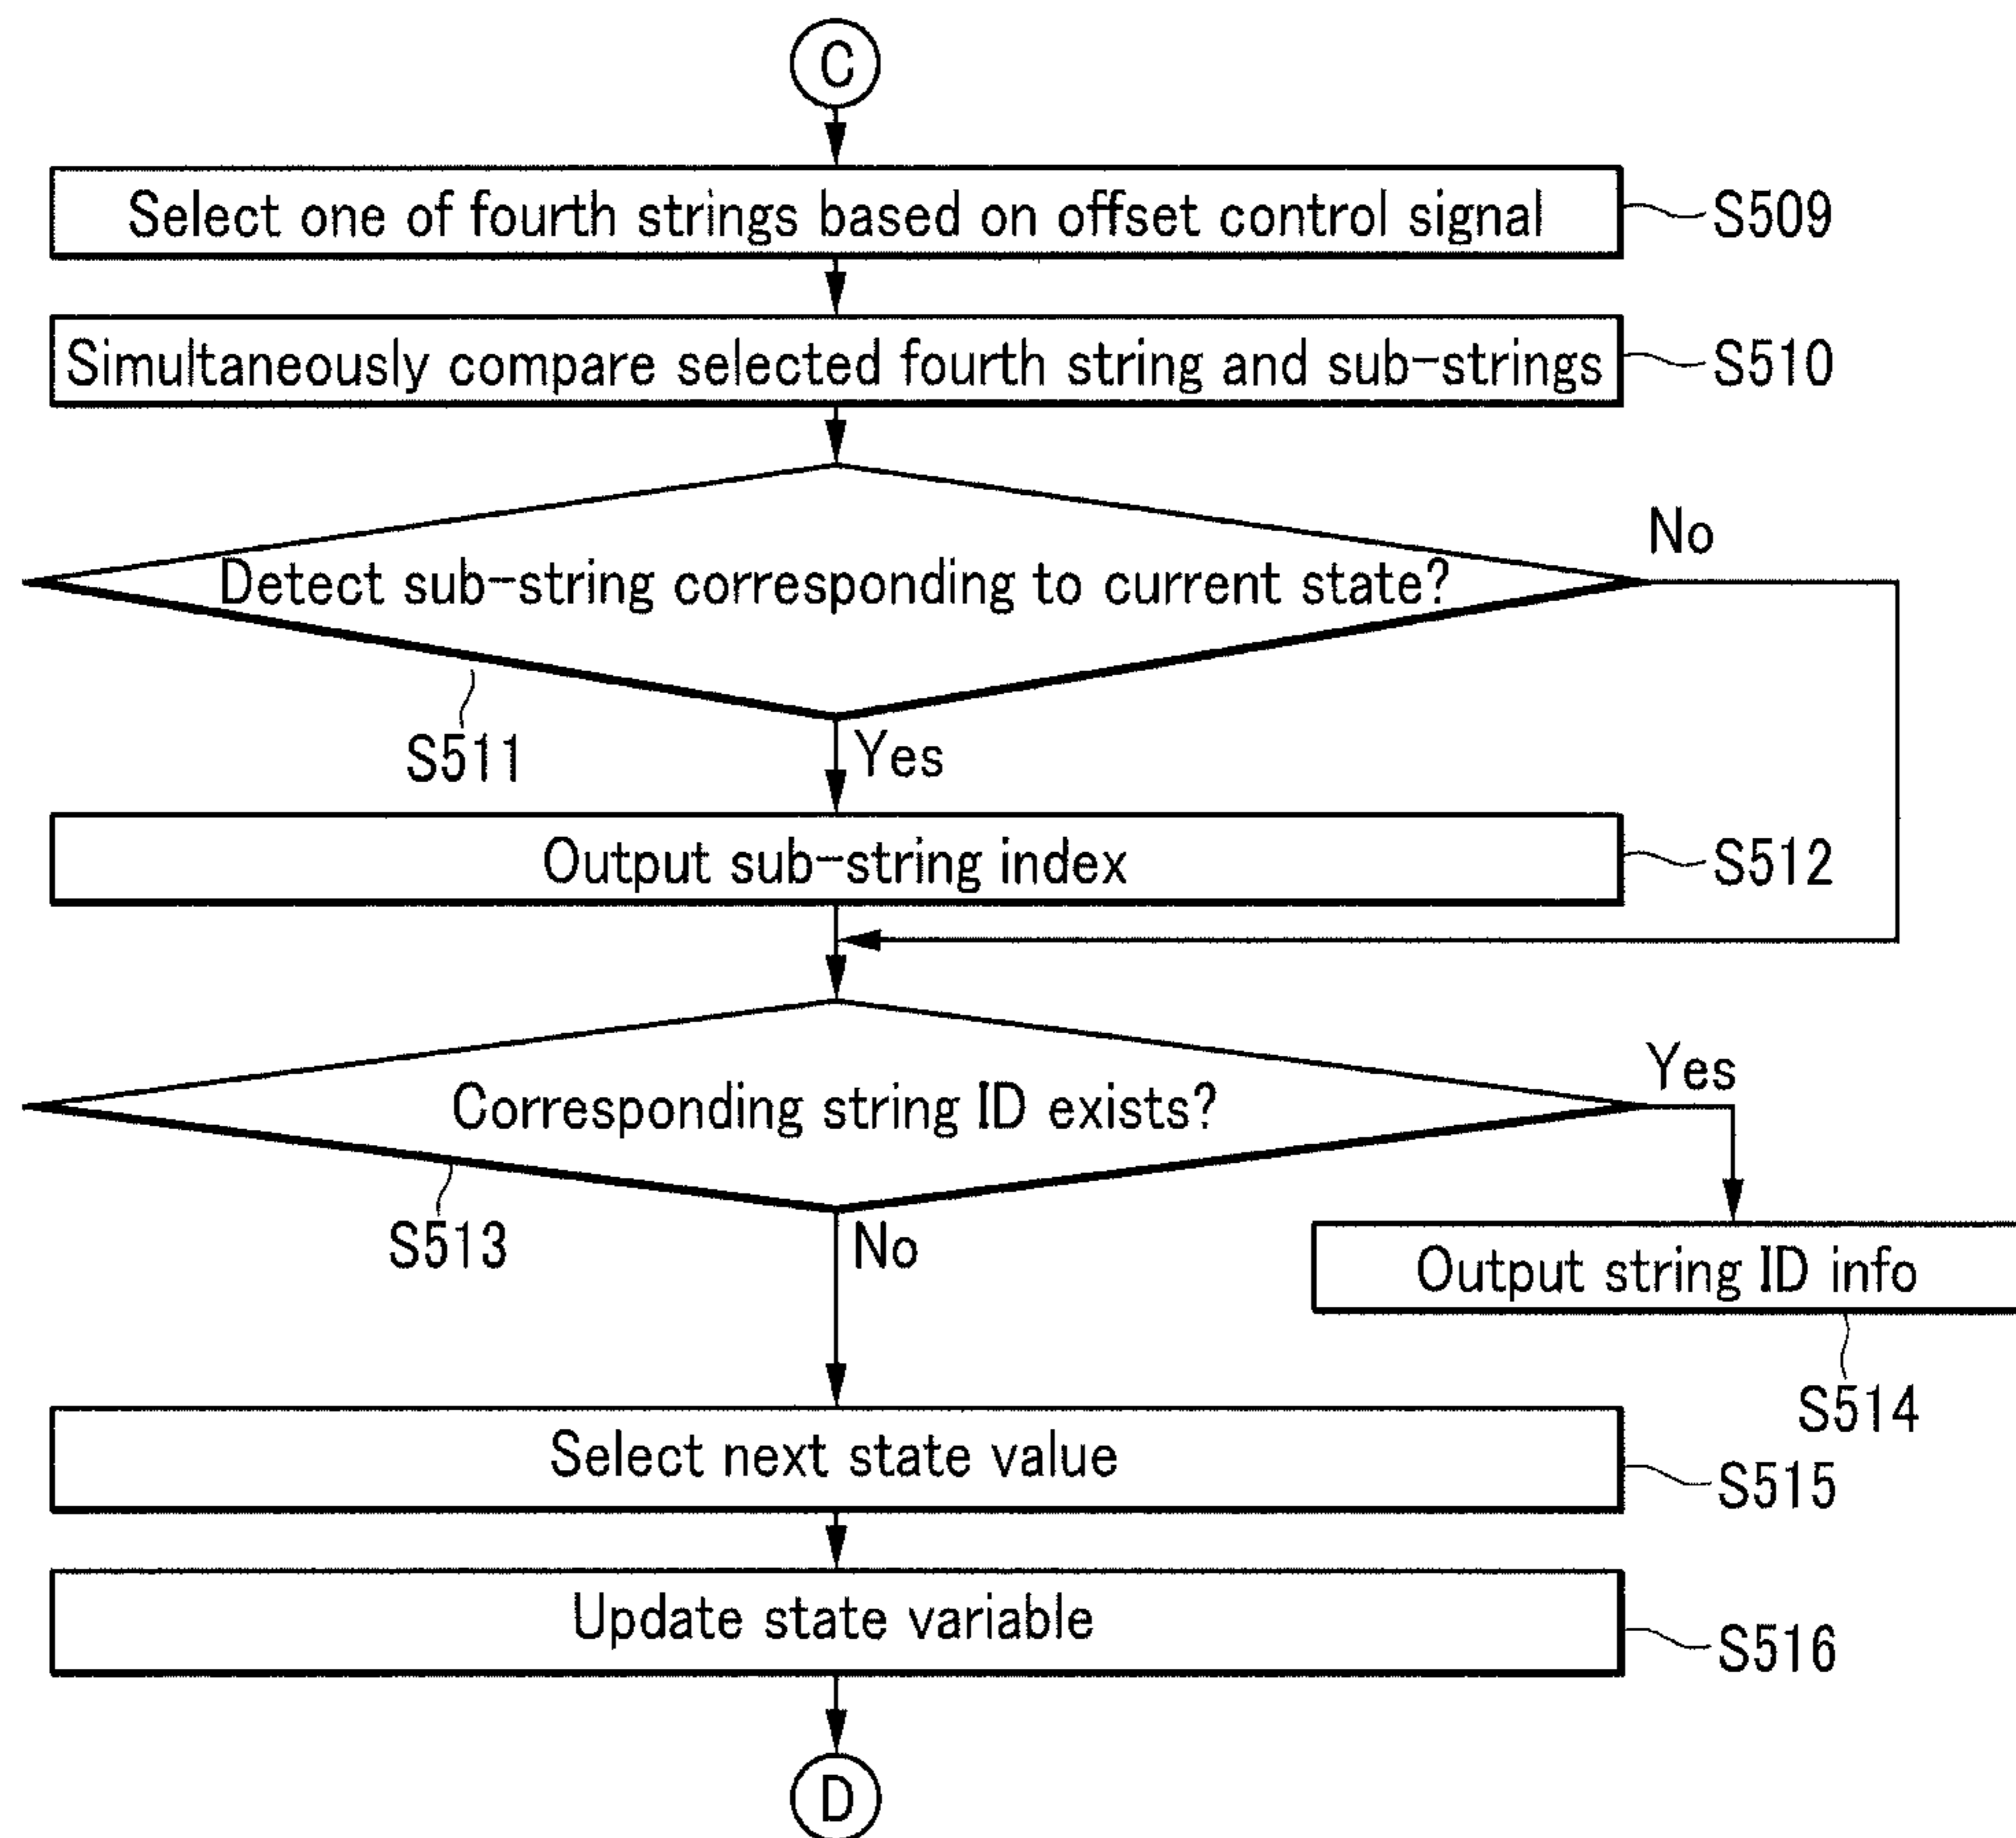 C
Select one of fourth strings based on offset control signal
S509
Simultaneously compare selected fourth string and sub-strings
S510
No
Detect sub-string corresponding to current state?
S511
Yes
Output sub-string index
S512
Yes
Corresponding string ID exists?
S513
No
Output string ID info
S514
Select next state value
S515
Update state variable
S516
D